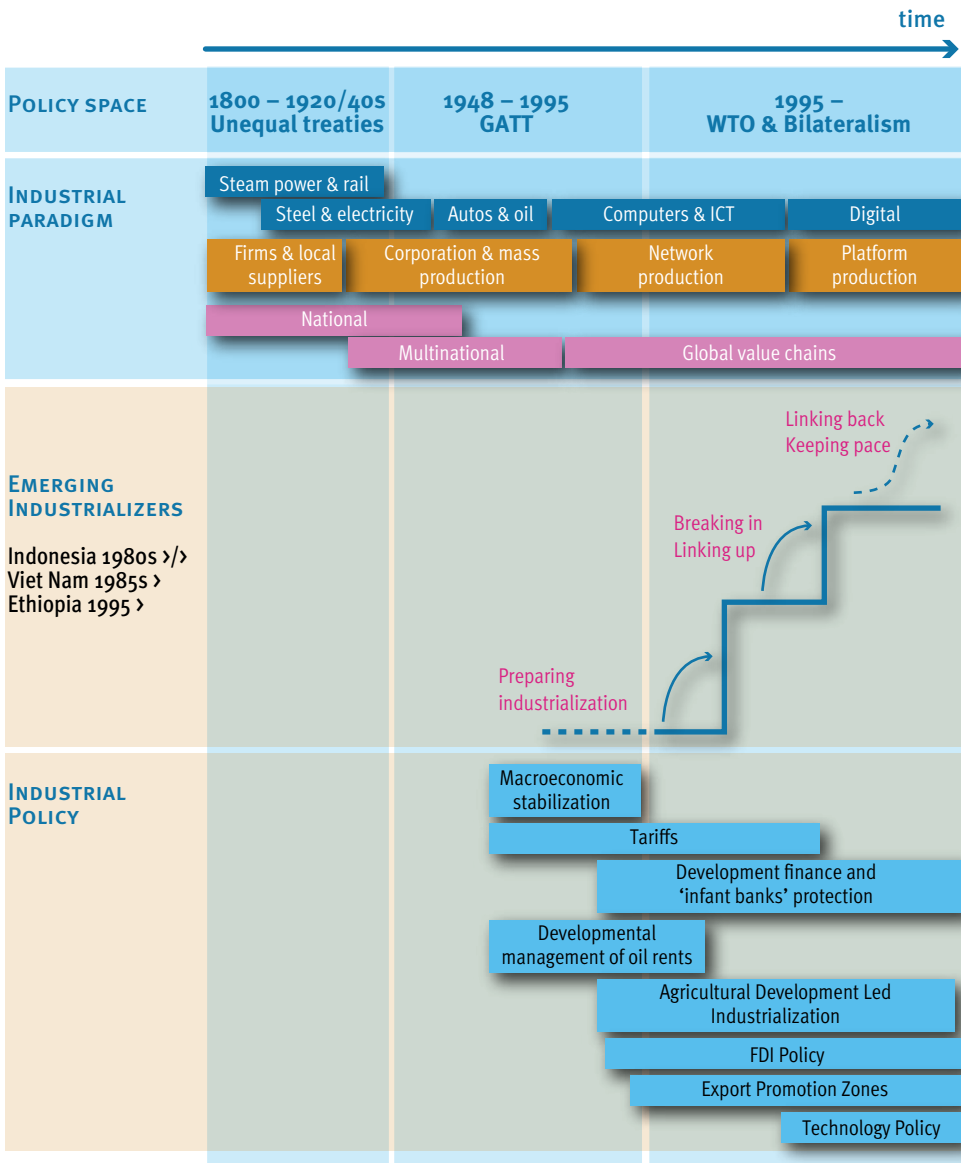 time
POLICY SPACE
1800 – 1920/40s
Unequal treaties
1948 – 1995
GATT
1995 –
WTO & Bilateralism
INDUSTRIAL
PARADIGM
Steam power & rail
Steel & electricity
Autos & oil
Computers & ICT
Digital
Firms & local
suppliers
Corporation & mass
production
Network
production
Platform
production
National
Multinational
Global value chains
EMERGING
INDUSTRIALIZERS
Indonesia 1980s >/>
Viet Nam 1985s >
Ethiopia 1995 >
Linking back
Keeping pace
Breaking in
Linking up
Preparing
industrialization
INDUSTRIAL
POLICY
Macroeconomic
stabilization
Tariffs
Development finance and
‘infant banks’ protection
Developmental
management of oil rents
Agricultural Development Led
Industrialization
FDI Policy
Export Promotion Zones
Technology Policy